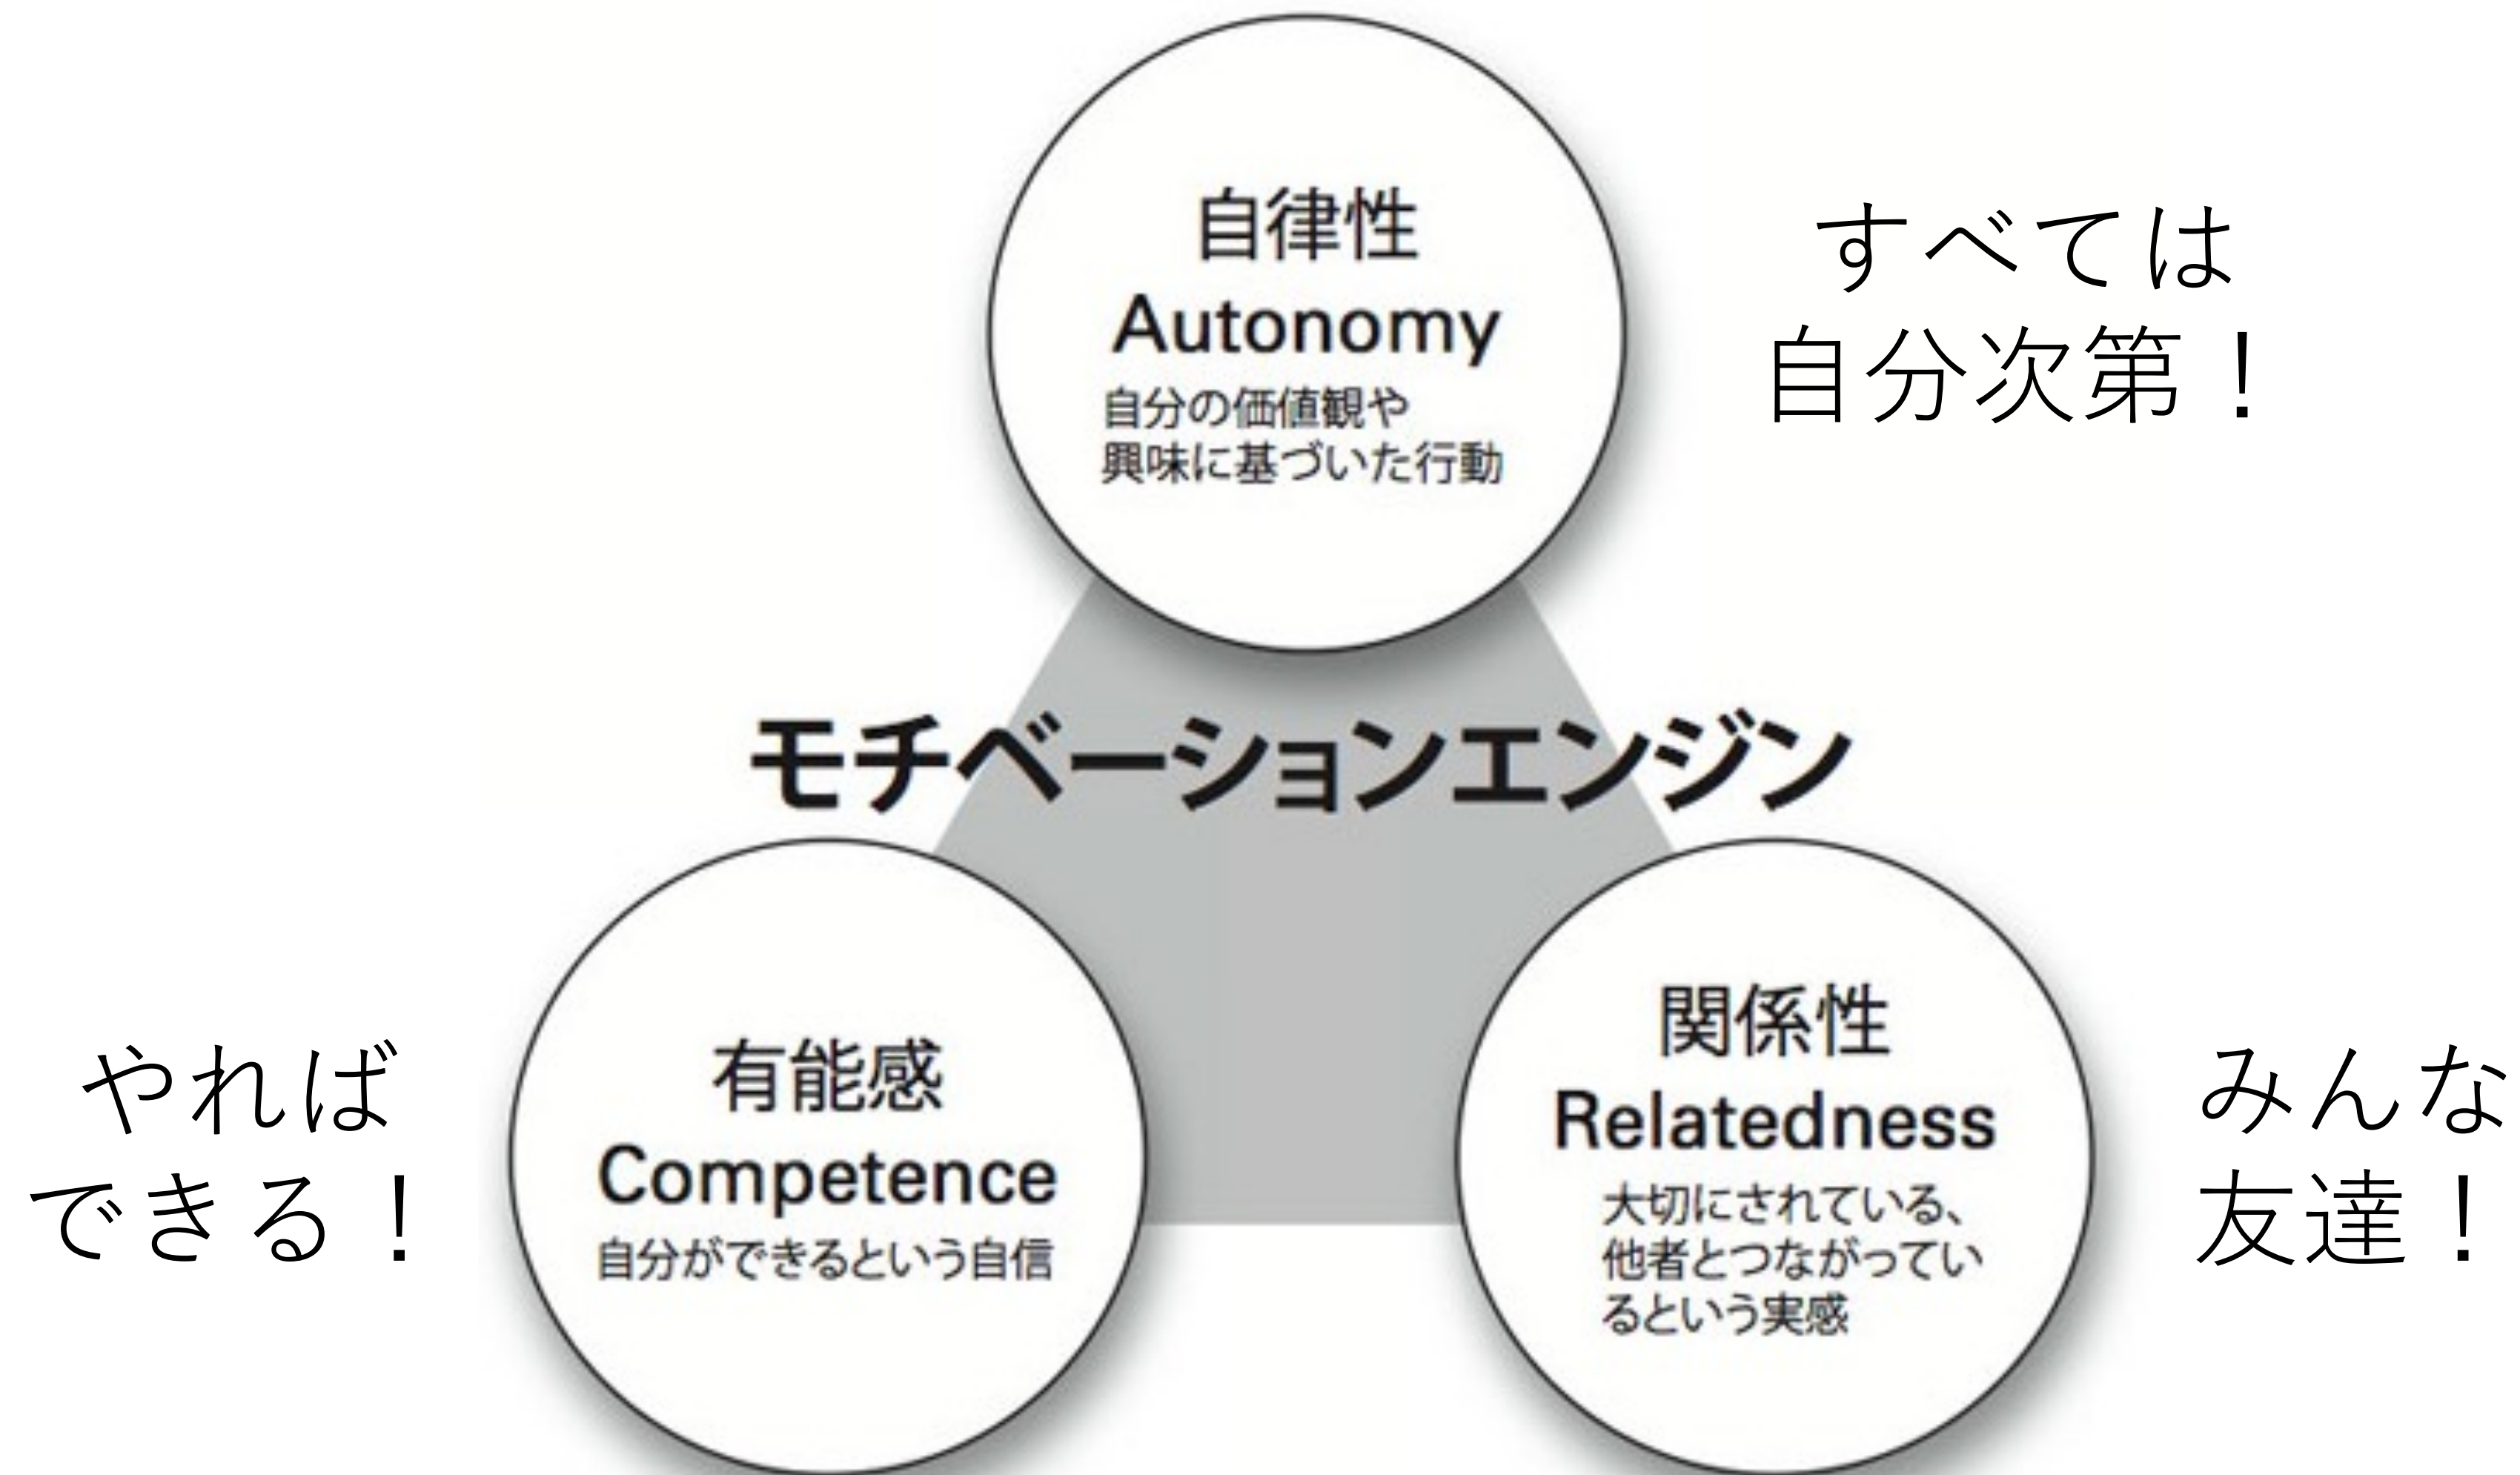 自律性
Autonomy
自分の価値観や
興味に基づいた行動
すべては
自分次第！
モチベーションエンジン
やれば
できる！
有能感
Competence
自分ができるという自信
関係性
Relatedness
大切にされている、
他者とつながってい
るという実感
みんな
友達！